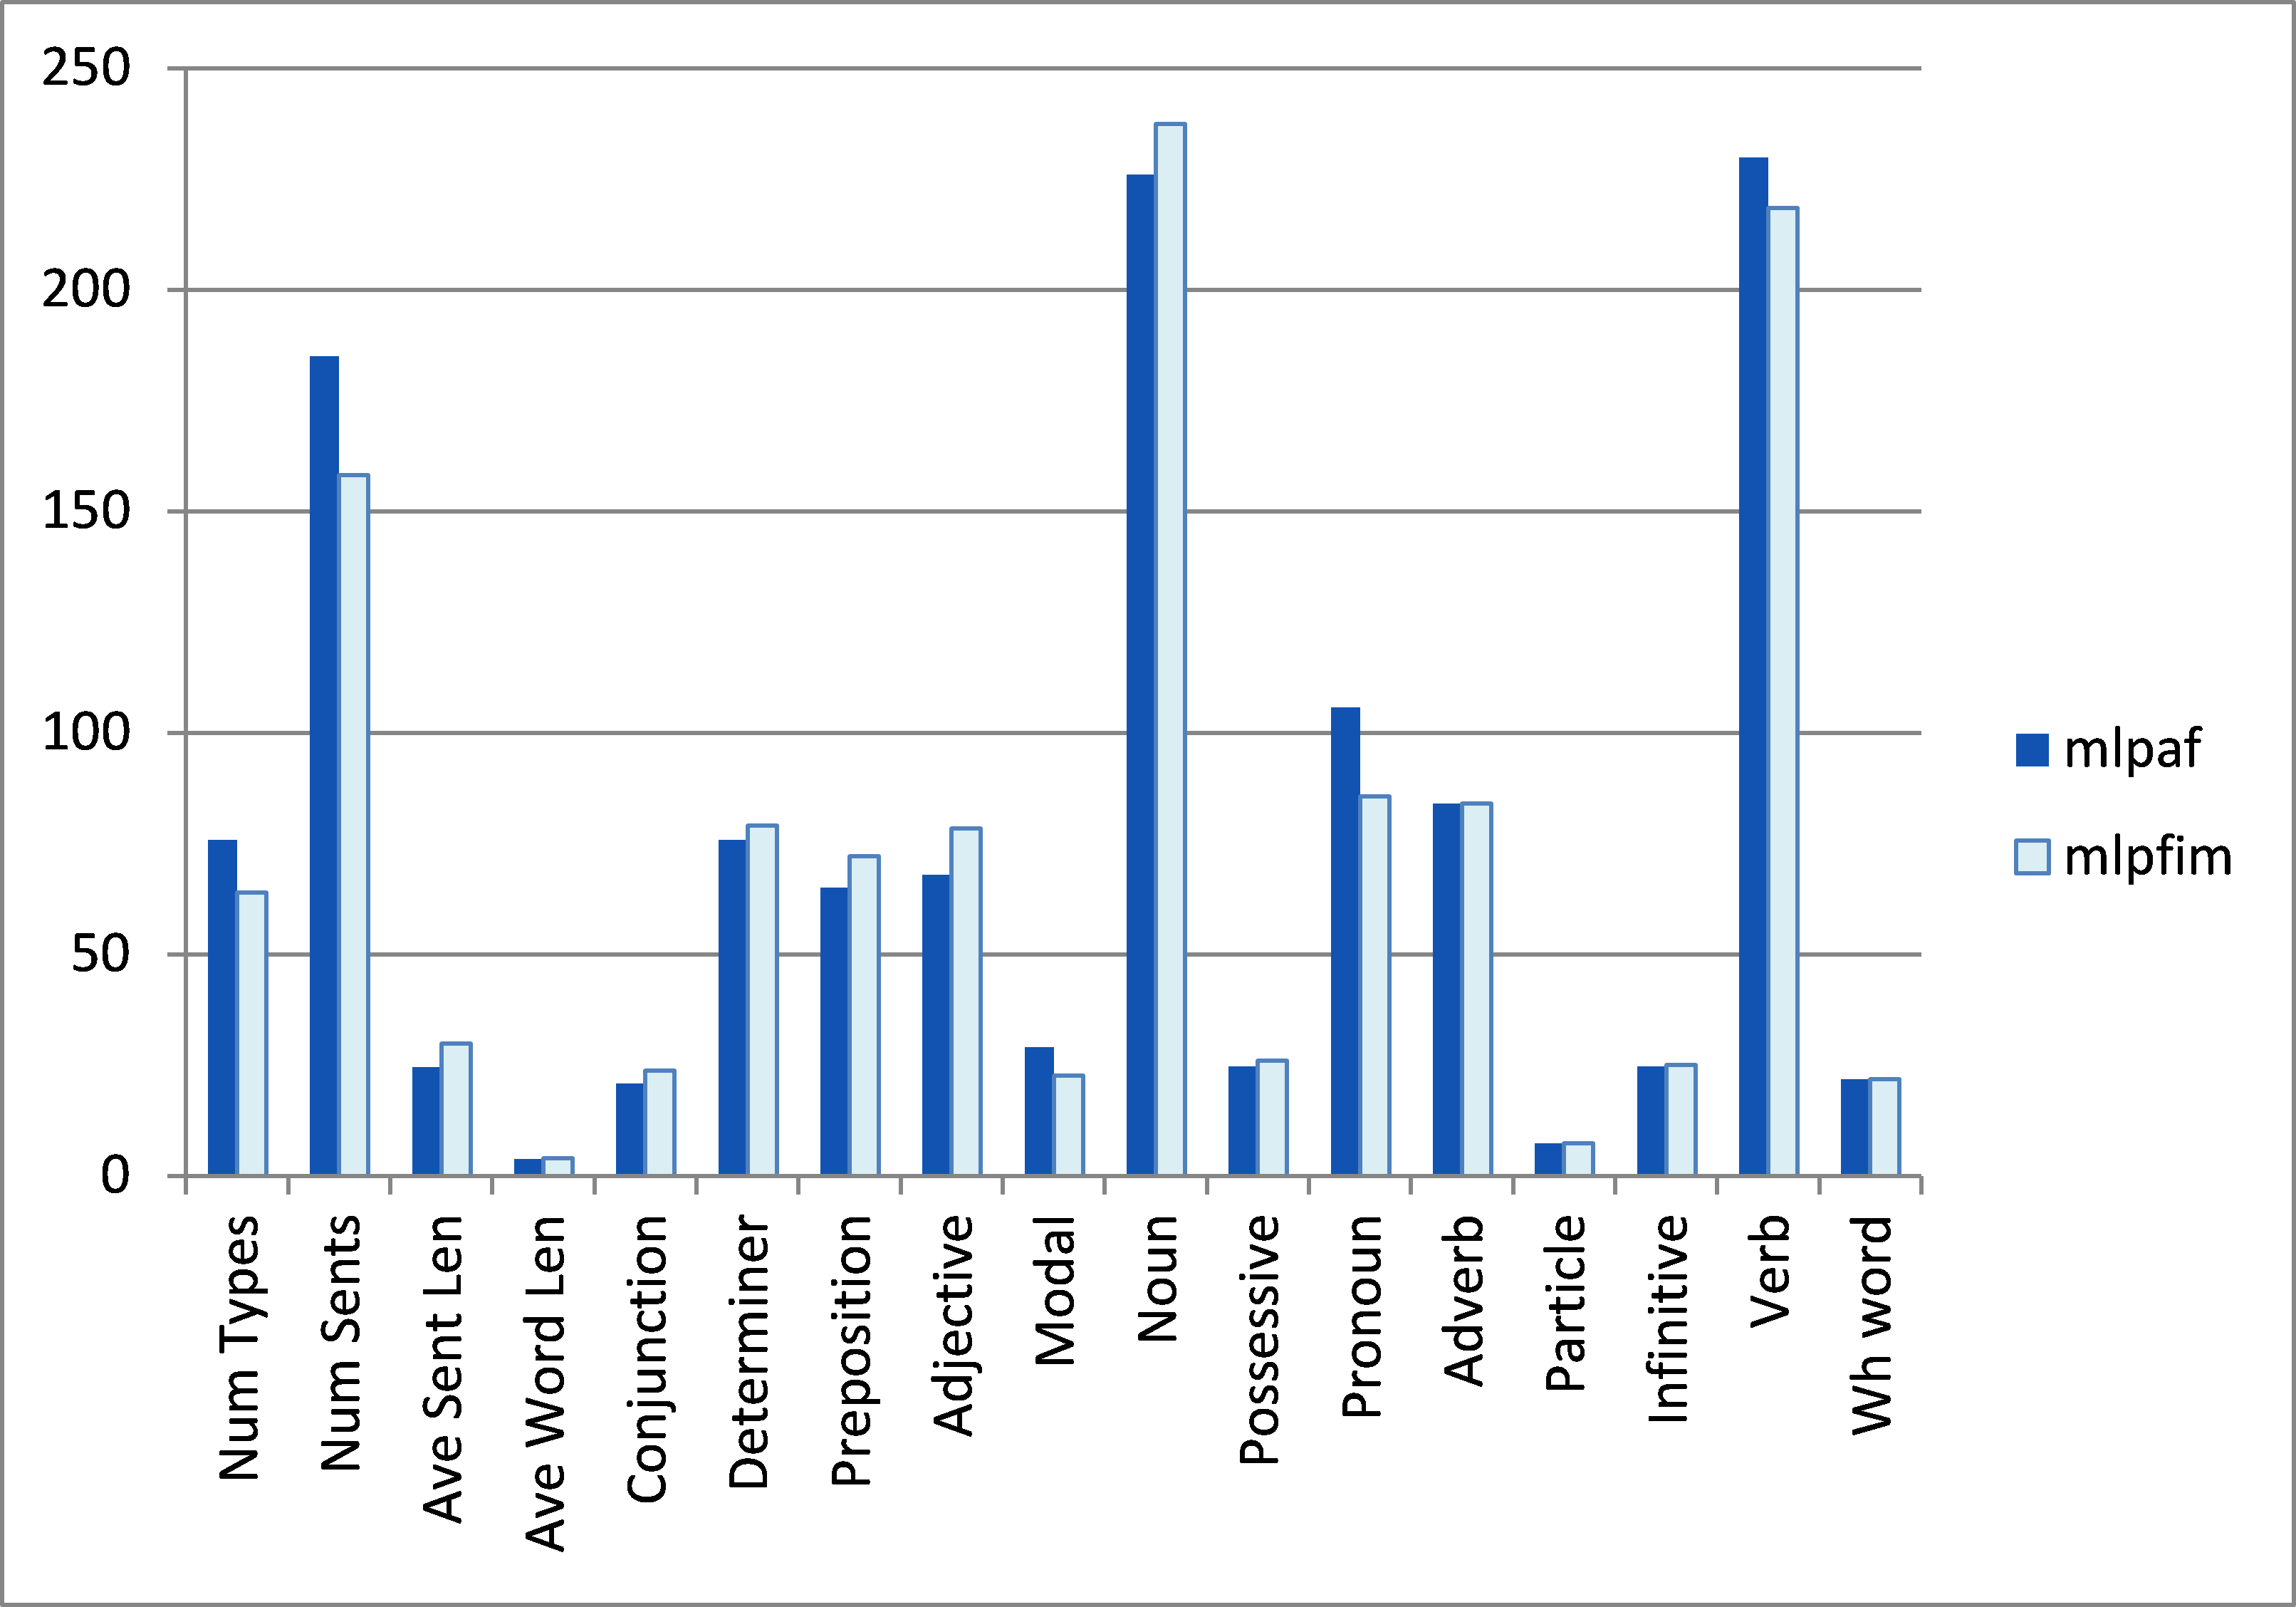 250
200
150
100
50
0
Num Types
Num Sents
Ave Sent Len
Ave Word Len
Conjunction
Determiner
Preposition
Adjective
Modal
Noun
Possessive
Pronoun
Adverb
Particle
Infinitive
Verb
Wh word
mlpaf
mlpfim